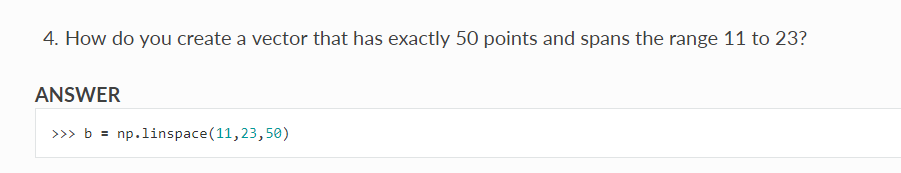 4. How do you create a vector that has exactly 50 points and spans the range 11 to 23?
ANSWER
>>> b = np.linspace(11,23,50)